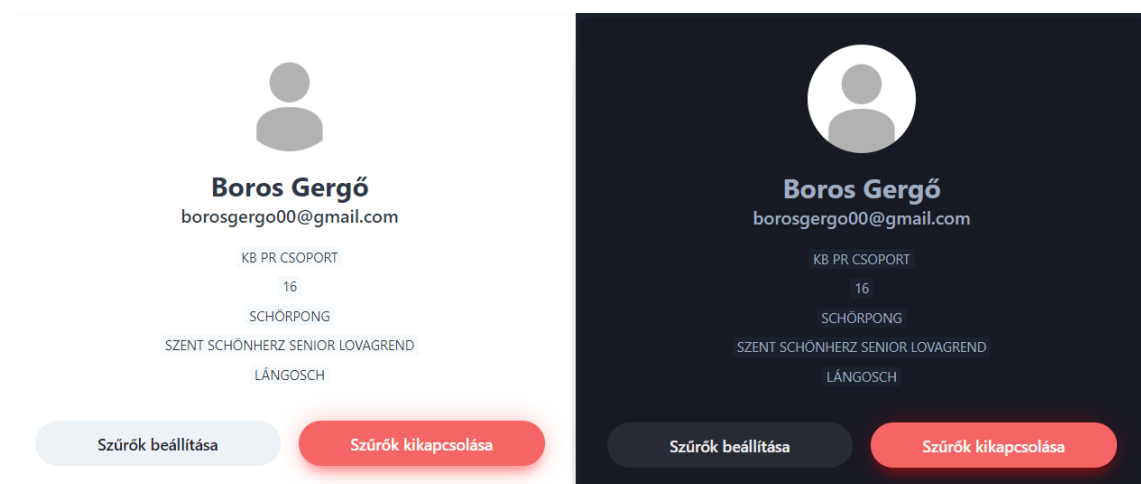 Boros Gergő
borosgergo00@gmail.com
KB PR CSOPORT
16
SCHÖRPONG
SZENT SCHÖNHERZ SENIOR LOVAGREND
LÁNGOSCH
Szűrők beállítása
Szűrők kikapcsolása
Boros Gergő
borosgergo00@gmail.com
KB PR CSOPORT
16
SCHÖRPONG
SZENT SCHÖNHERZ SENIOR LOVAGREND
LÁNGOSCH
Szűrők beállítása
Szűrők kikapcsolása